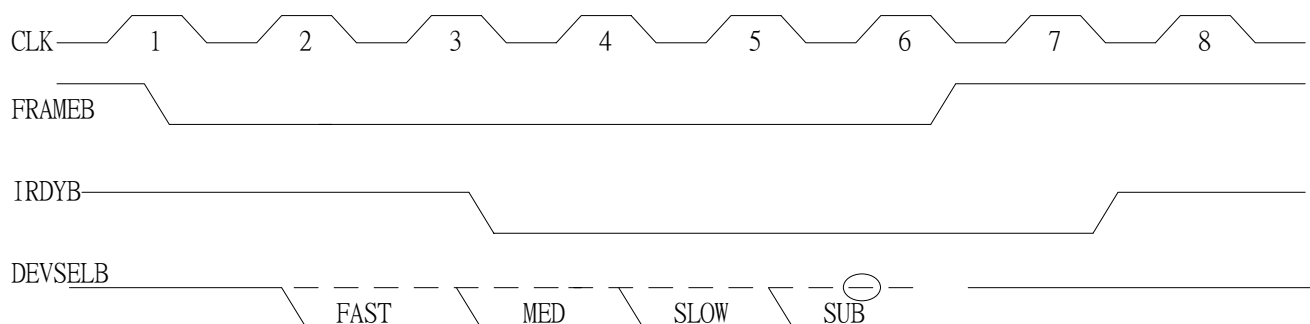 CLK 1 2 3 4 5 6 7 8
FRAMEB
IRDYB
DEVSELB
FAST MED SLOW SUB